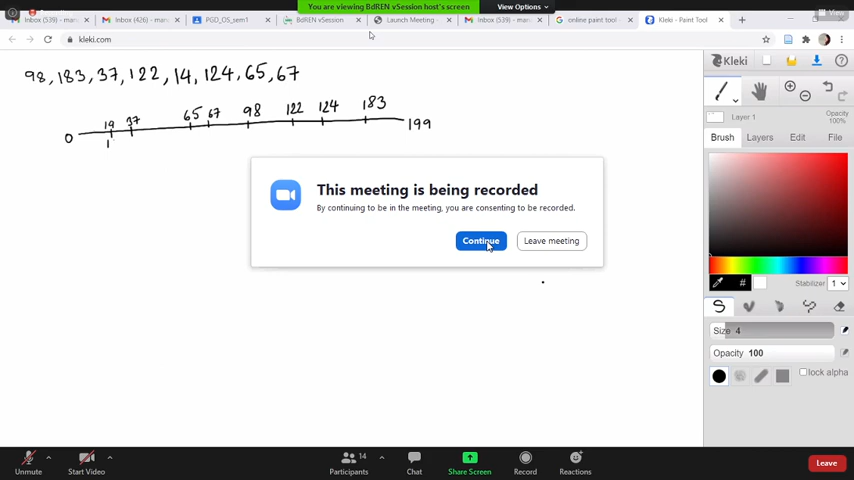 You are viewing BdREN vSession host's screen
View Options
Inbox (539) - m
Inbox (426) - m
PGD_OS_sem1
BdREN vSession
Launch Meeting -
Inbox (539) - m
online paint tool -
Kleki - Paint Tool
kleki.com
98, 183, 37, 122, 14, 124, 65, 67
0 14 37 65 67 98 122 124 183 199
This meeting is being recorded
By continuing to be in the meeting, you are consenting to be recorded.
Continue
Leave meeting
Kleki
Layer 1
Opacity
100%
Brush
Layers
Edit
File
Stabilizer 1
Size 4
Opacity 100
lock alpha
Unmute
Start Video
14
Participants
Chat
Share Screen
Record
Reactions
Leave